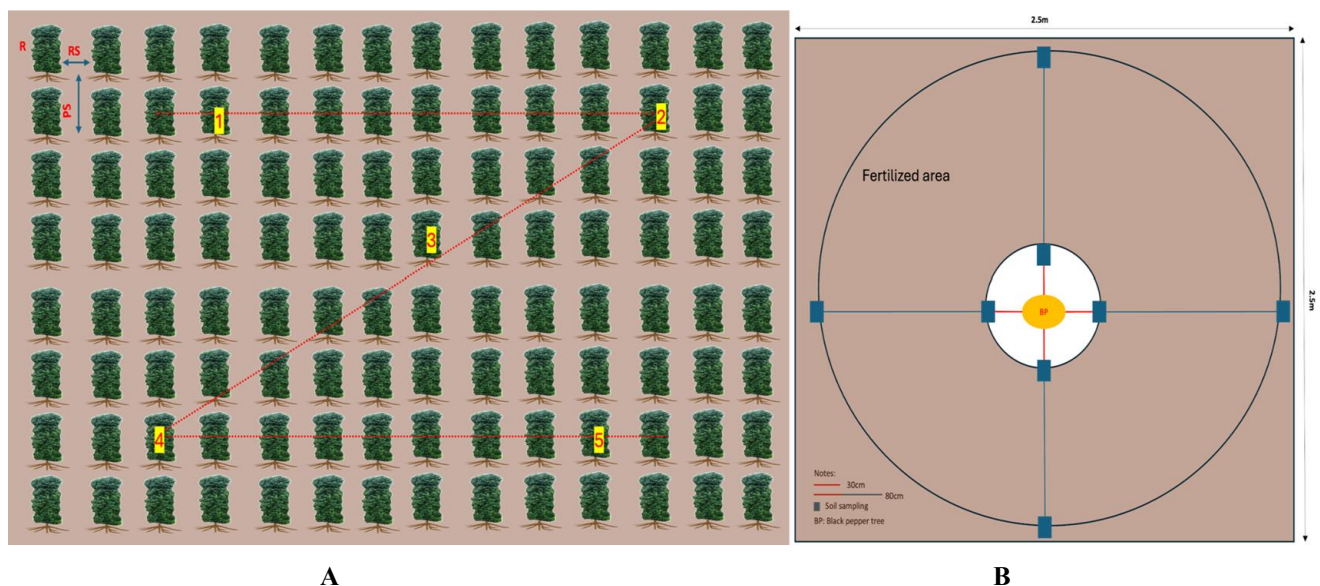 R
RS
PS
1
2
3
4
5
A
2.5m
2.5m
Fertilized area
BP
Notes:
30cm
80cm
Soil sampling
BP: Black pepper tree
B